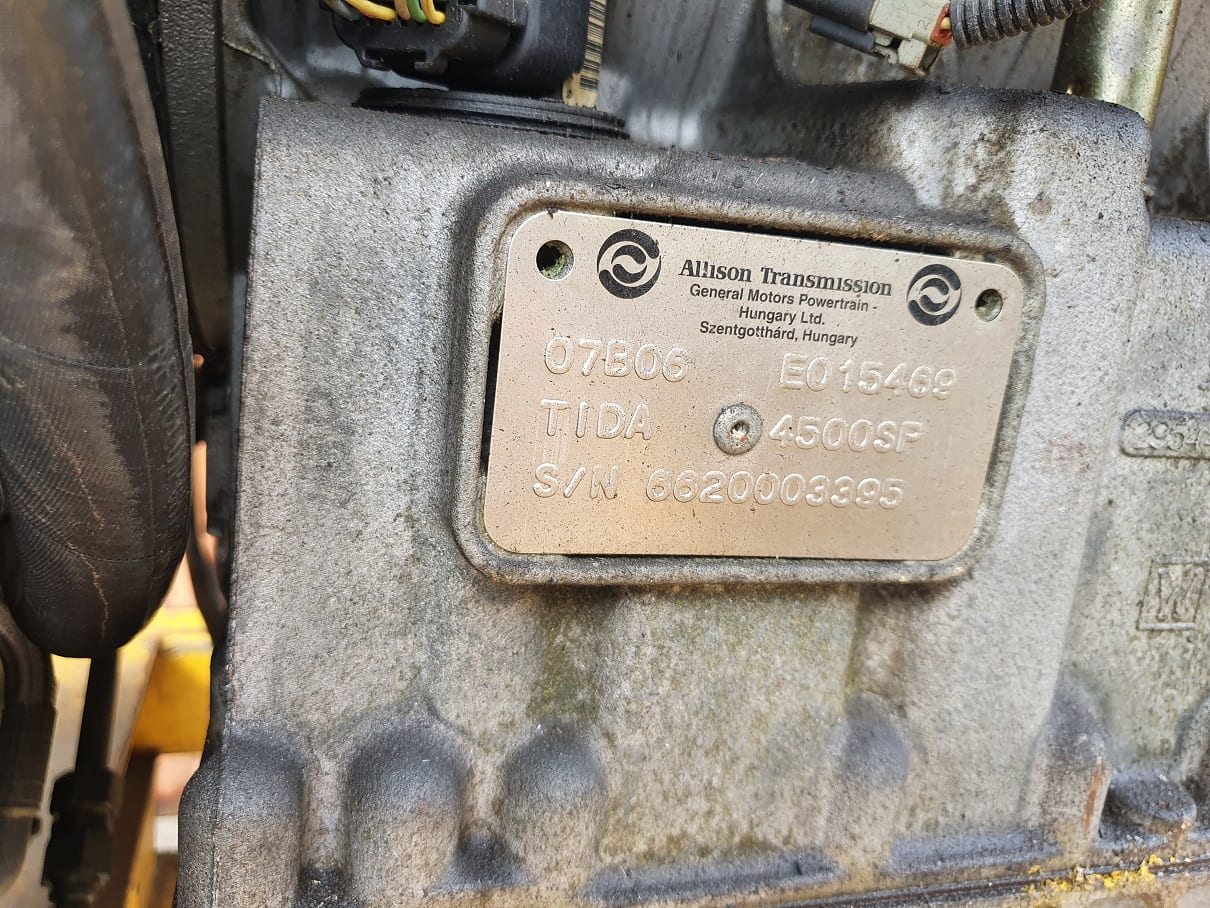 Allison Transmission
General Motors Powertrain -
Hungary Ltd.
Szentgotthárd, Hungary
07B06 E015469
TIDA 4500SP
S/N 6620003395